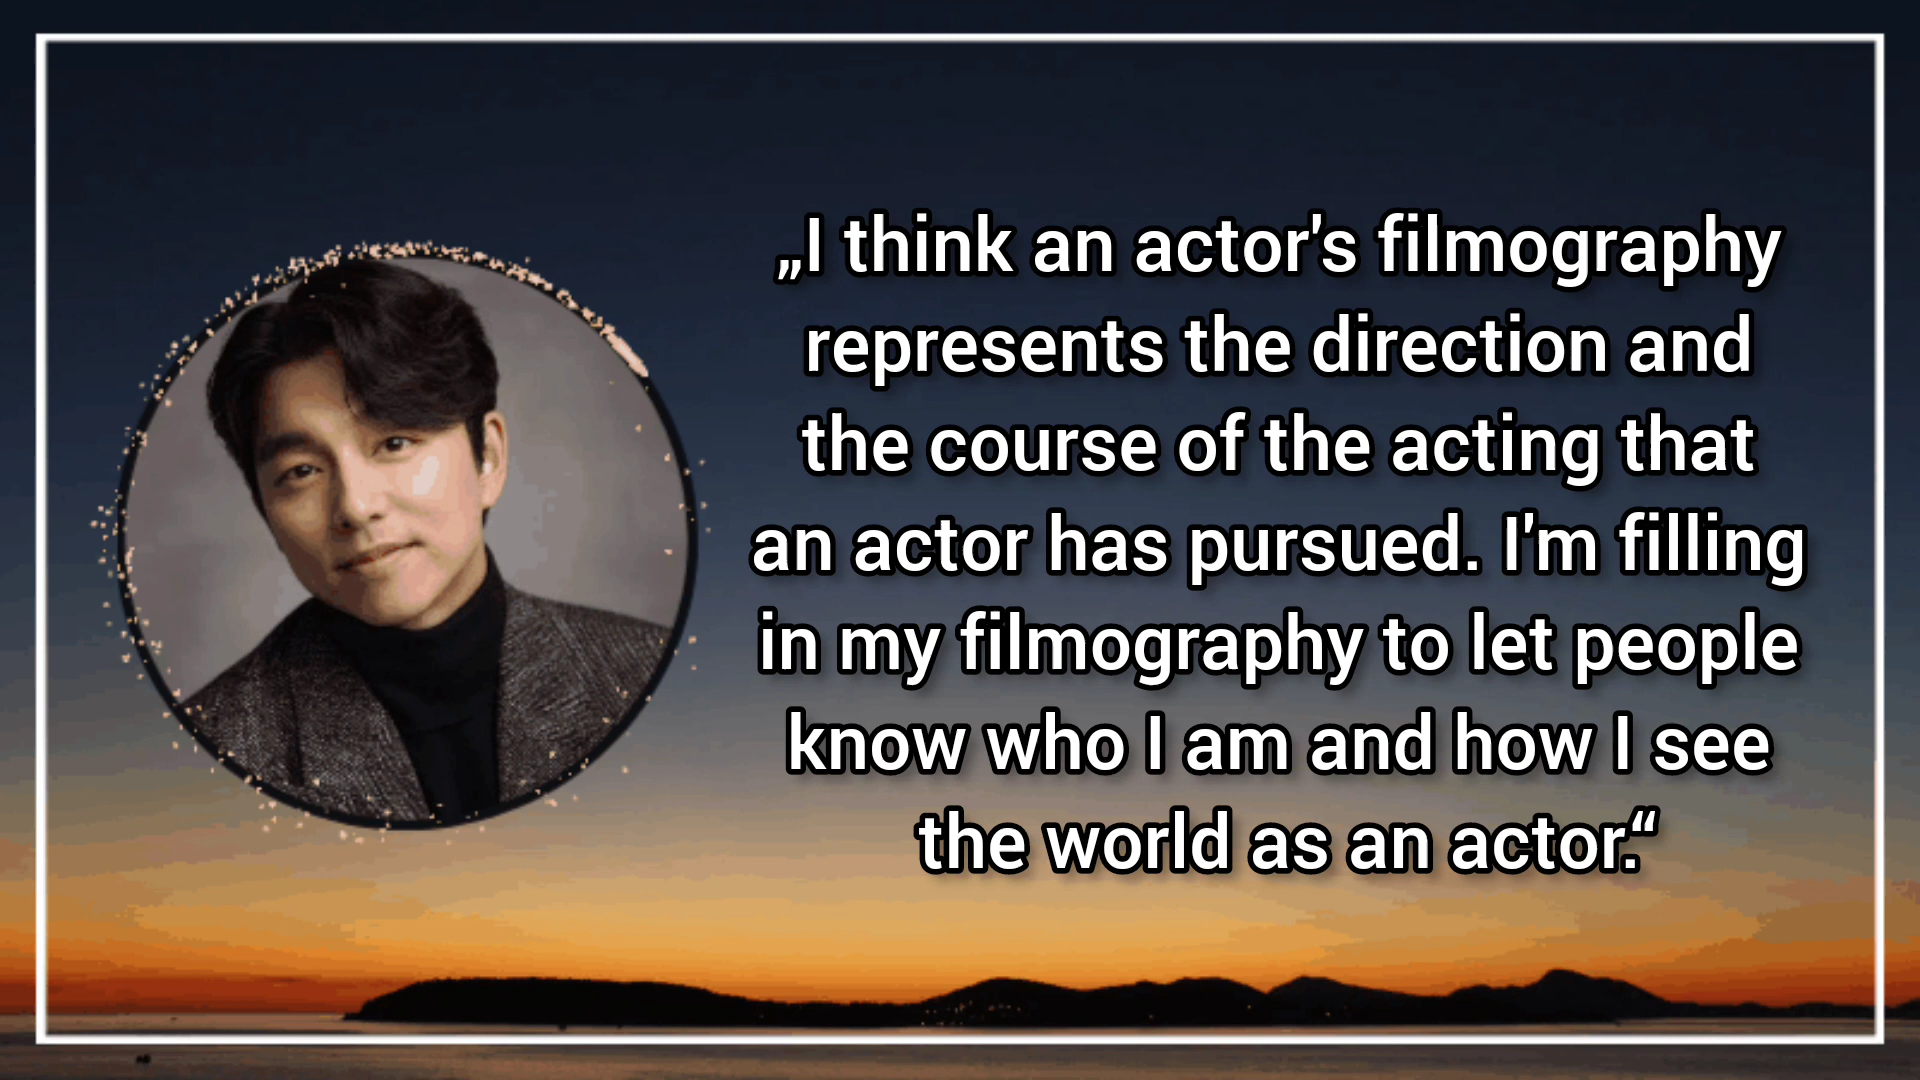 „I think an actor's filmography
represents the direction and
the course of the acting that
an actor has pursued. I'm filling
in my filmography to let people
know who I am and how I see
the world as an actor.“